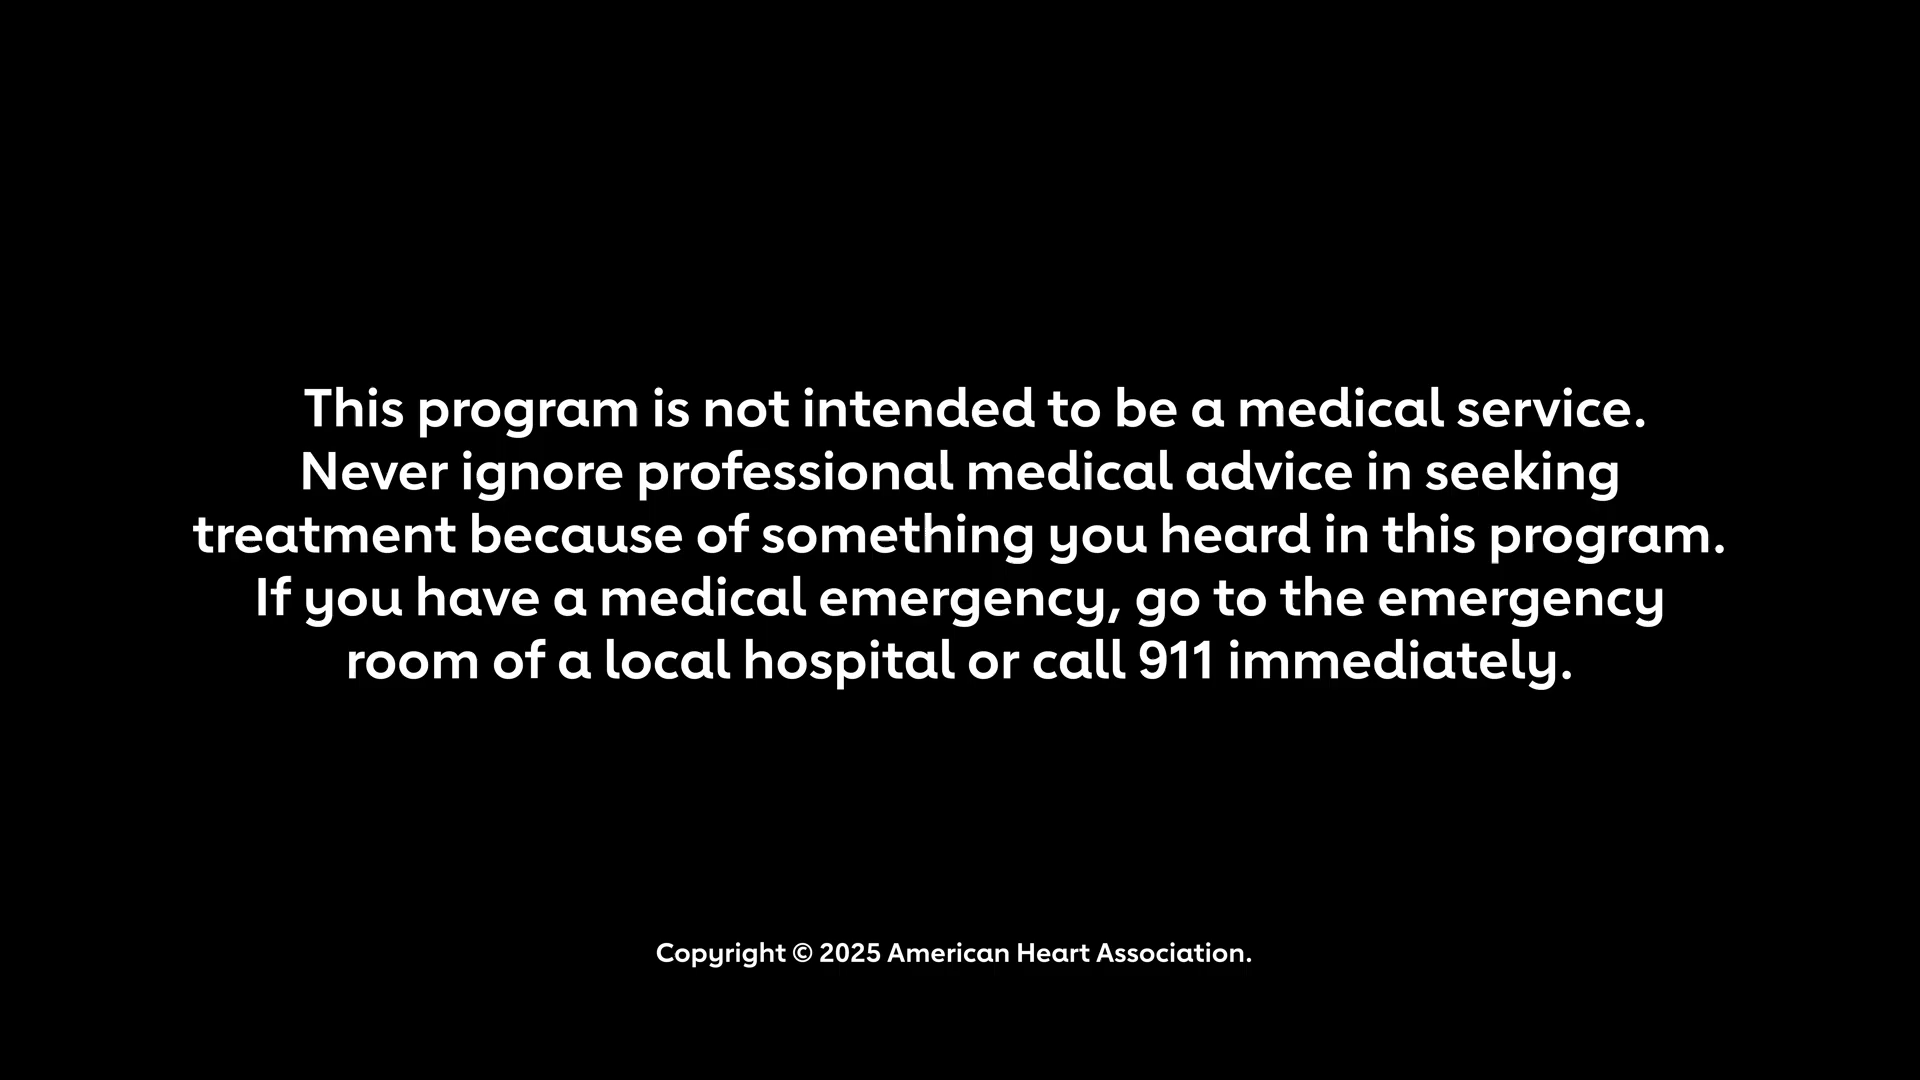 This program is not intended to be a medical service.
Never ignore professional medical advice in seeking
treatment because of something you heard in this program.
If you have a medical emergency, go to the emergency
room of a local hospital or call 911 immediately.
Copyright © 2025 American Heart Association.